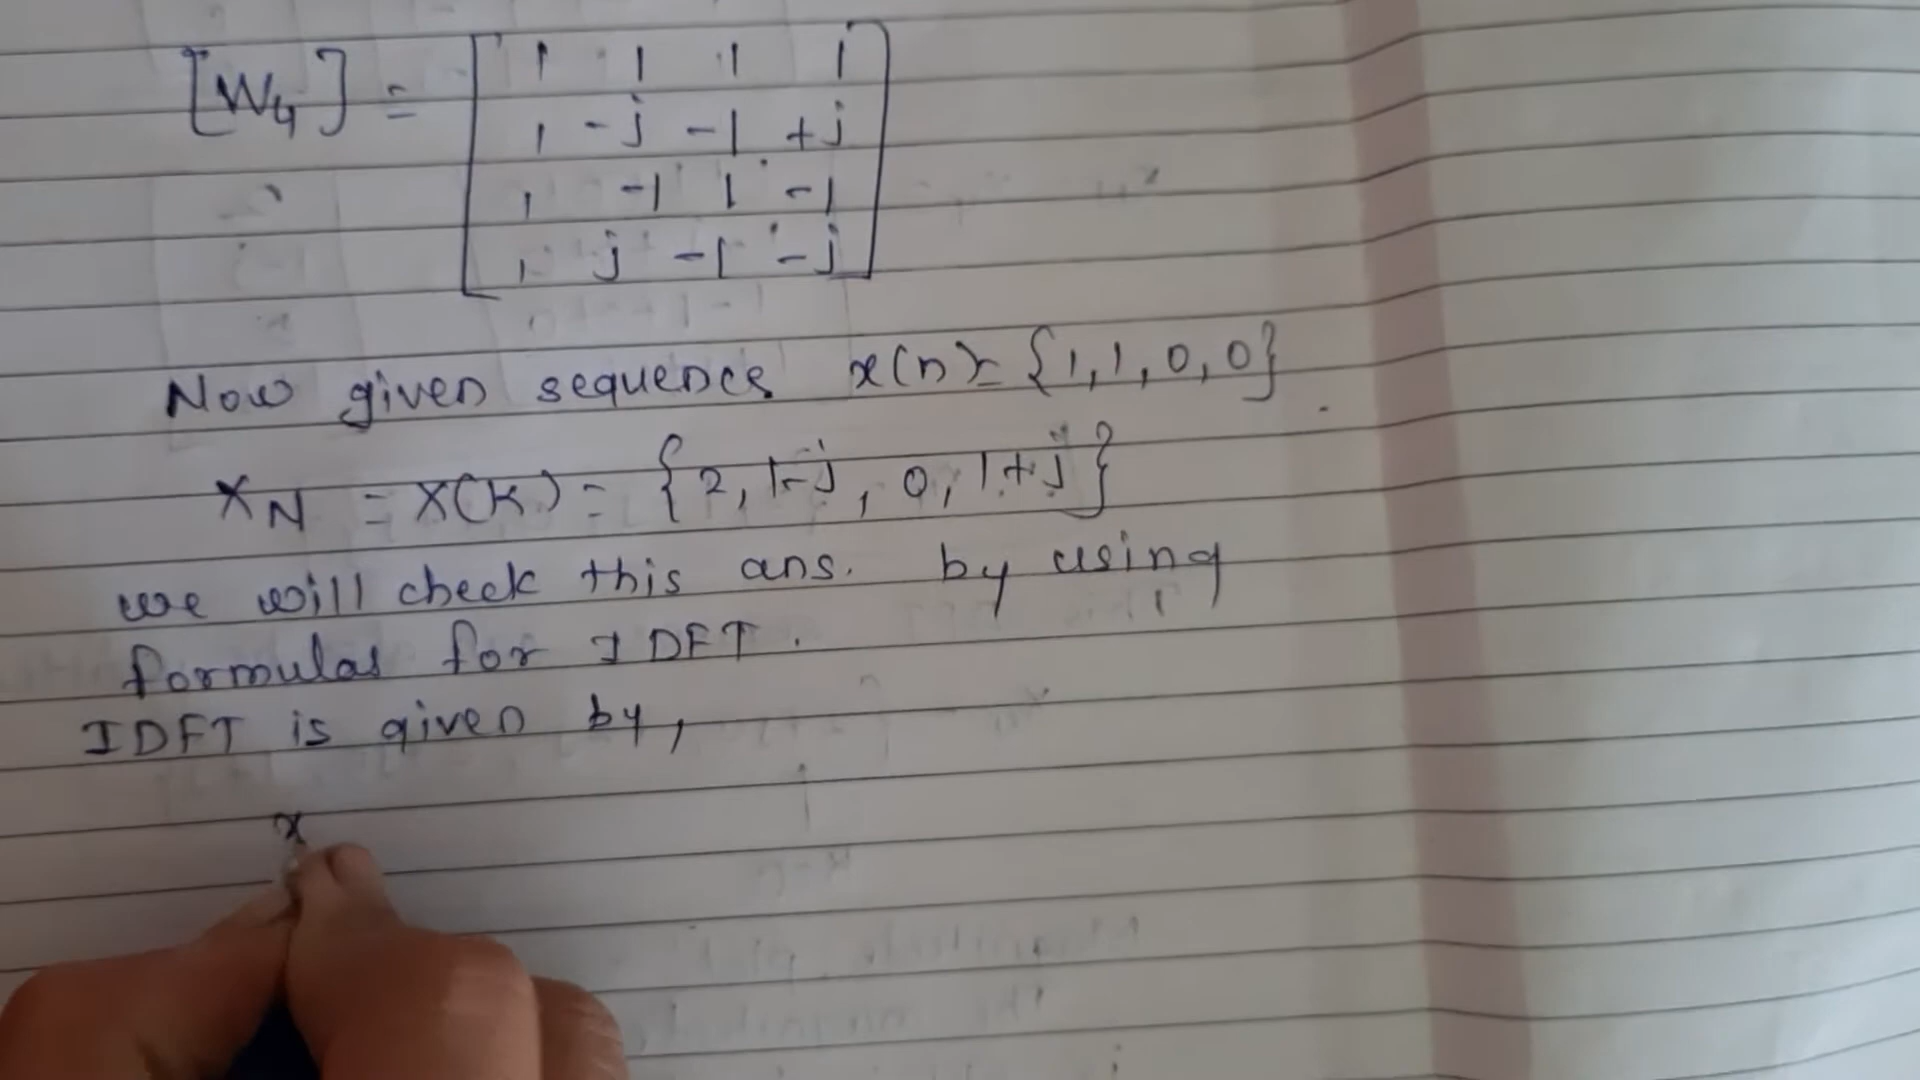 [W4] = [ 1 1 1 1
1 -j -1 +j
1 -1 1 -1
1 j -1 -j ]
Now given sequence x(n) = {1, 1, 0, 0}
XN = X(K) = {2, 1-j, 0, 1+j}
we will check this ans. by using
formulas for IDFT.
IDFT is given by,
x